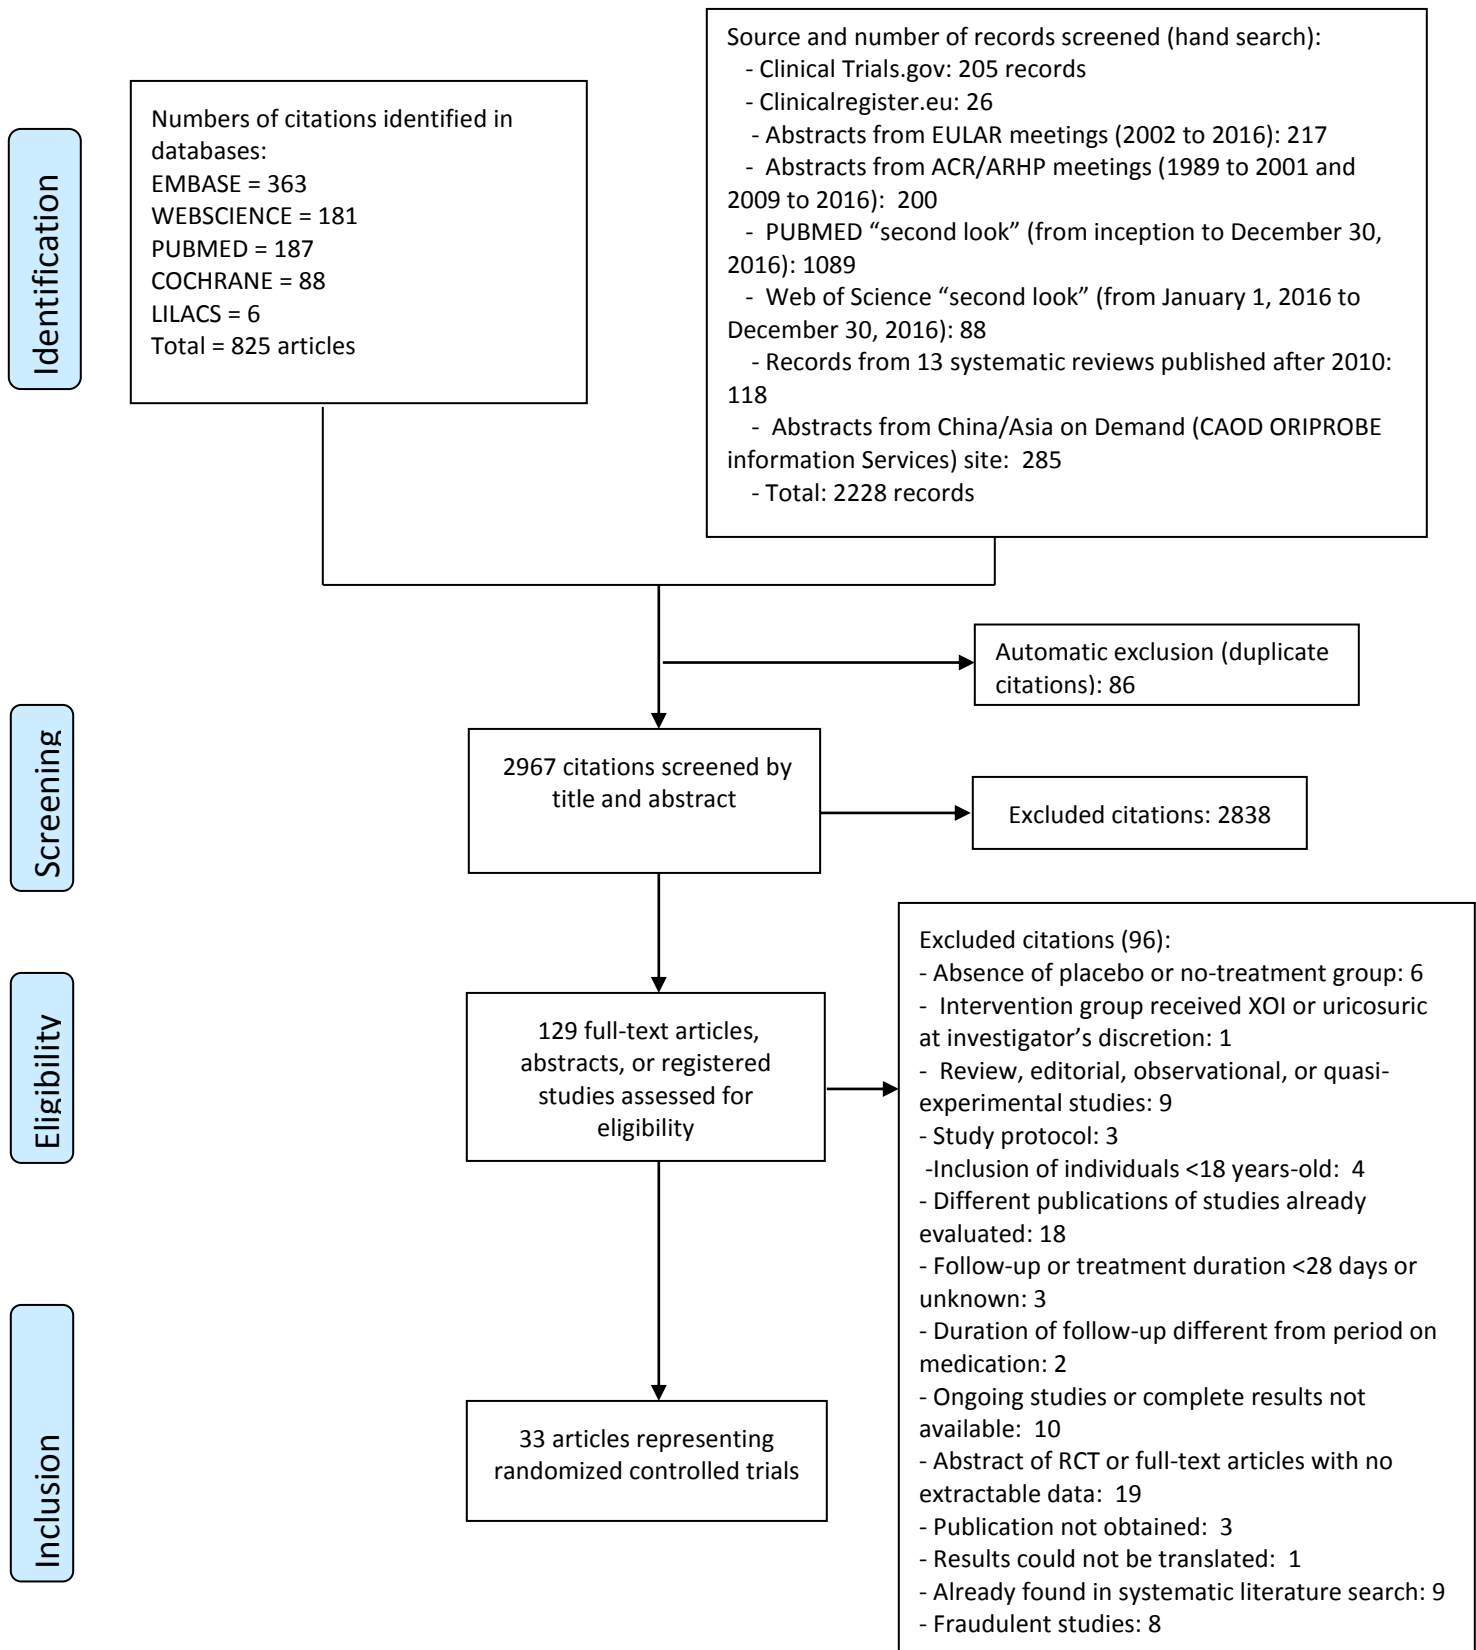 Identification
Numbers of citations identified in
databases:
EMBASE = 363
WEBSCIENCE = 181
PUBMED = 187
COCHRANE = 88
LILACS = 6
Total = 825 articles
Source and number of records screened (hand search):
- Clinical Trials.gov: 205 records
- Clinicalregister.eu: 26
- Abstracts from EULAR meetings (2002 to 2016): 217
- Abstracts from ACR/ARHP meetings (1989 to 2001 and
2009 to 2016): 200
- PUBMED “second look” (from inception to December 30,
2016): 1089
- Web of Science “second look” (from January 1, 2016 to
December 30, 2016): 88
- Records from 13 systematic reviews published after 2010:
118
- Abstracts from China/Asia on Demand (CAOD ORIPROBE
information Services) site: 285
- Total: 2228 records
Automatic exclusion (duplicate
citations): 86
Screening
2967 citations screened by
title and abstract
Excluded citations: 2838
Eligibility
129 full-text articles,
abstracts, or registered
studies assessed for
eligibility
Excluded citations (96):
- Absence of placebo or no-treatment group: 6
- Intervention group received XOI or uricosuric
at investigator’s discretion: 1
- Review, editorial, observational, or quasi-
experimental studies: 9
- Study protocol: 3
-Inclusion of individuals <18 years-old: 4
- Different publications of studies already
evaluated: 18
- Follow-up or treatment duration <28 days or
unknown: 3
- Duration of follow-up different from period on
medication: 2
- Ongoing studies or complete results not
available: 10
- Abstract of RCT or full-text articles with no
extractable data: 19
- Publication not obtained: 3
- Results could not be translated: 1
- Already found in systematic literature search: 9
- Fraudulent studies: 8
Inclusion
33 articles representing
randomized controlled trials